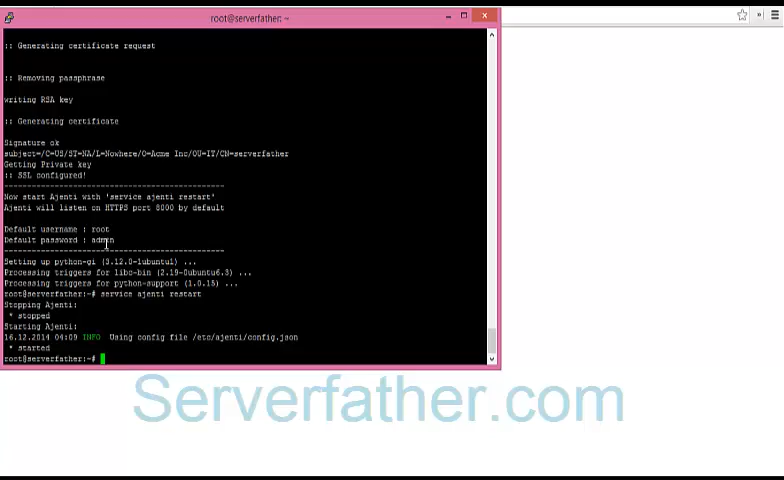 root@serverfather: ~
:: Generating certificate request
:: Removing passphrase
writing RSA key
:: Generating certificate
Signature ok
subject=/C=US/ST=NA/L=Nowhere/O=Acme Inc/OU=IT/CN=serverfather
Getting Private key
:: SSL configured!
----------------------------------------------------
Now start Ajenti with 'service ajenti restart'
Ajenti will listen on HTTPS port 8000 by default
Default username : root
Default password : admin
----------------------------------------------------
Setting up python-gi (3.12.0-1ubuntu1) ...
Processing triggers for libc-bin (2.19-0ubuntu6.3) ...
Processing triggers for python-support (1.0.15) ...
root@serverfather:~# service ajenti restart
Stopping Ajenti:
* stopped
Starting Ajenti:
16.12.2014 04:09 INFO Using config file /etc/ajenti/config.json
* started
root@serverfather:~#
Serverfather.com